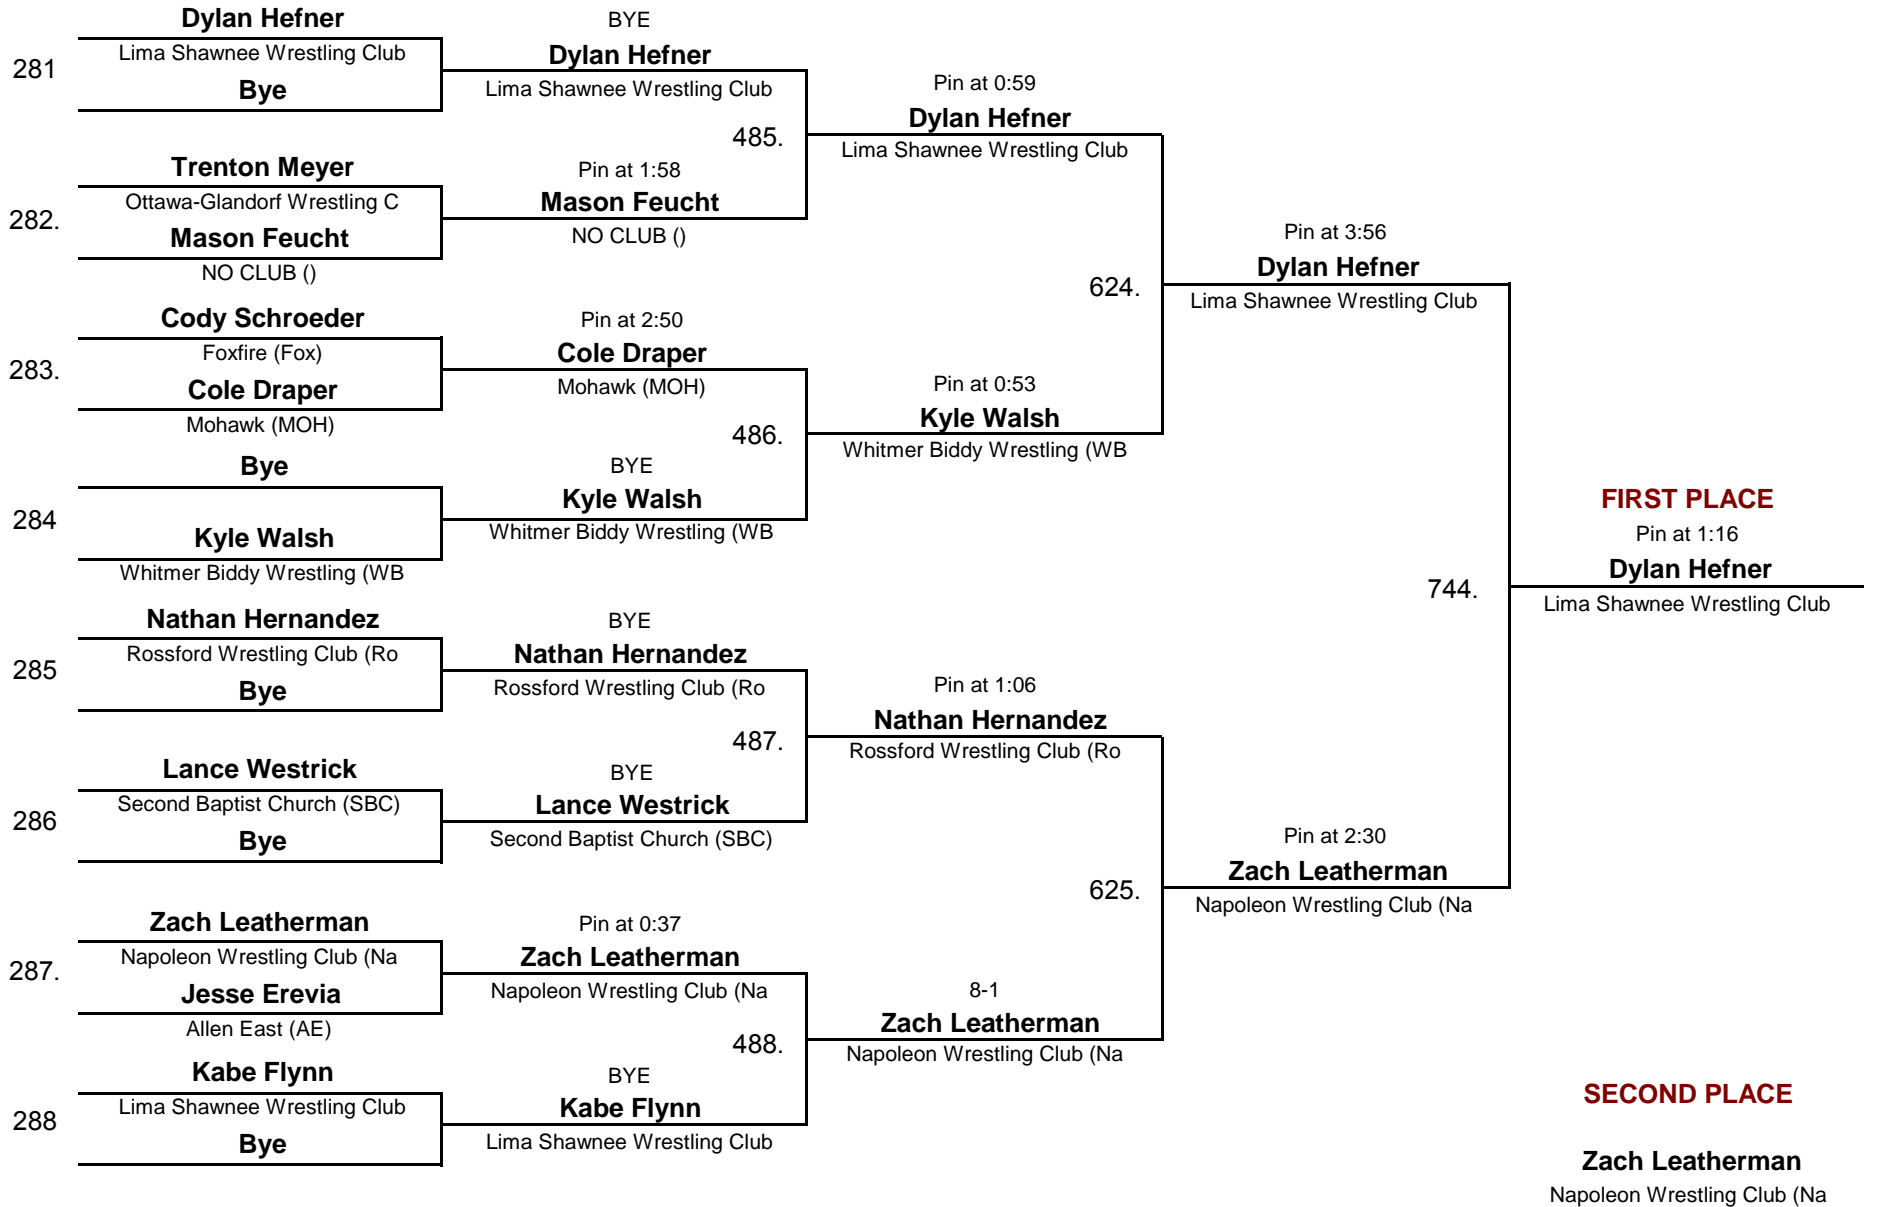 Dylan Hefner
281
Lima Shawnee Wrestling Club
Bye
282.
Trenton Meyer
Ottawa-Glandorf Wrestling C
Mason Feucht
NO CLUB ()
Cody Schroeder
283.
Foxfire (Fox)
Cole Draper
Mohawk (MOH)
Bye
284
Kyle Walsh
Whitmer Biddy Wrestling (WB
Nathan Hernandez
285
Rossford Wrestling Club (Ro
Bye
Lance Westrick
286
Second Baptist Church (SBC)
Bye
Zach Leatherman
287.
Napoleon Wrestling Club (Na
Jesse Erevia
Allen East (AE)
Kabe Flynn
288
Lima Shawnee Wrestling Club
Bye
BYE
Dylan Hefner
Lima Shawnee Wrestling Club
485.
Pin at 1:58
Mason Feucht
NO CLUB ()
Pin at 2:50
Cole Draper
Mohawk (MOH)
486.
BYE
Kyle Walsh
Whitmer Biddy Wrestling (WB
BYE
Nathan Hernandez
Rossford Wrestling Club (Ro
487.
BYE
Lance Westrick
Second Baptist Church (SBC)
Pin at 0:37
Zach Leatherman
Napoleon Wrestling Club (Na
488.
BYE
Kabe Flynn
Lima Shawnee Wrestling Club
Pin at 0:59
Dylan Hefner
Lima Shawnee Wrestling Club
624.
Pin at 0:53
Kyle Walsh
Whitmer Biddy Wrestling (WB
Pin at 1:06
Nathan Hernandez
Rossford Wrestling Club (Ro
625.
8-1
Zach Leatherman
Napoleon Wrestling Club (Na
Pin at 3:56
Dylan Hefner
Lima Shawnee Wrestling Club
744.
Pin at 2:30
Zach Leatherman
Napoleon Wrestling Club (Na
FIRST PLACE
Pin at 1:16
Dylan Hefner
Lima Shawnee Wrestling Club
SECOND PLACE
Zach Leatherman
Napoleon Wrestling Club (Na